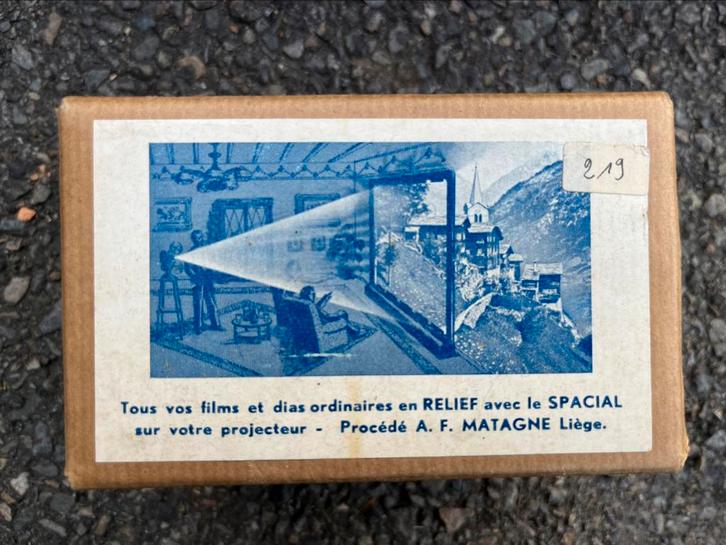 219
Tous vos films et dias ordinaires en RELIEF avec le SPACIAL
sur votre projecteur - Procédé A. F. MATAGNE Liège.